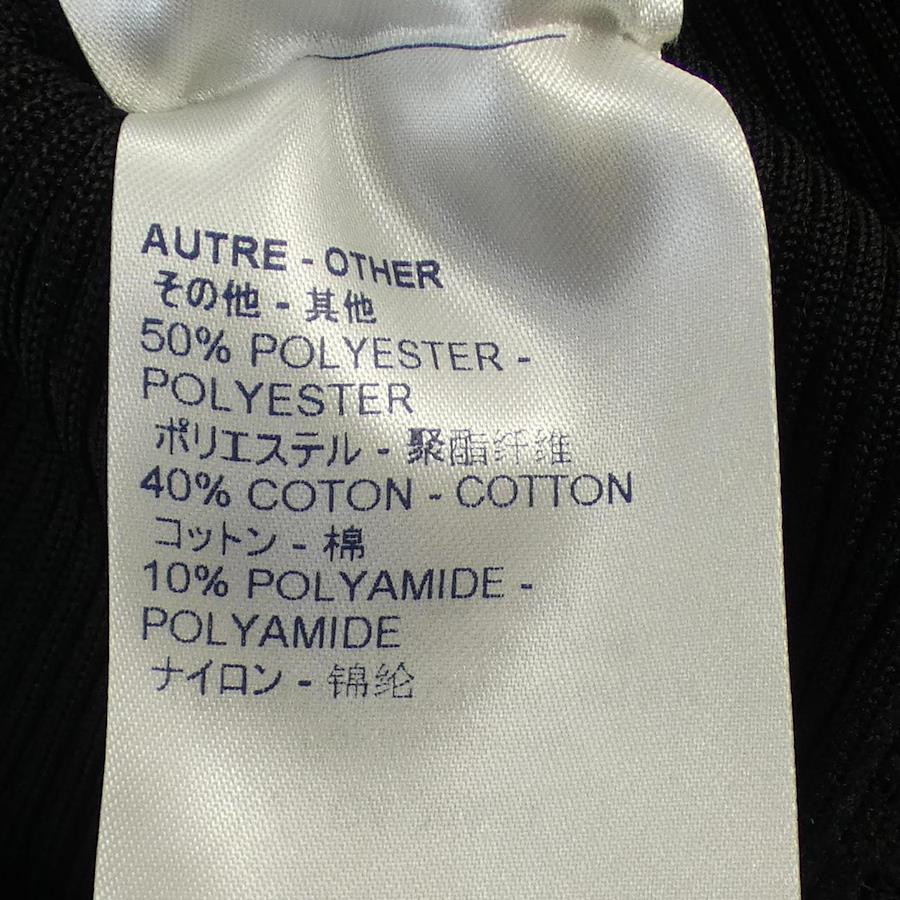 AUTRE - OTHER
その他 - 其他
50% POLYESTER -
POLYESTER
ポリエステル - 聚酯纤维
40% COTON - COTTON
コットン - 棉
10% POLYAMIDE -
POLYAMIDE
ナイロン - 锦纶